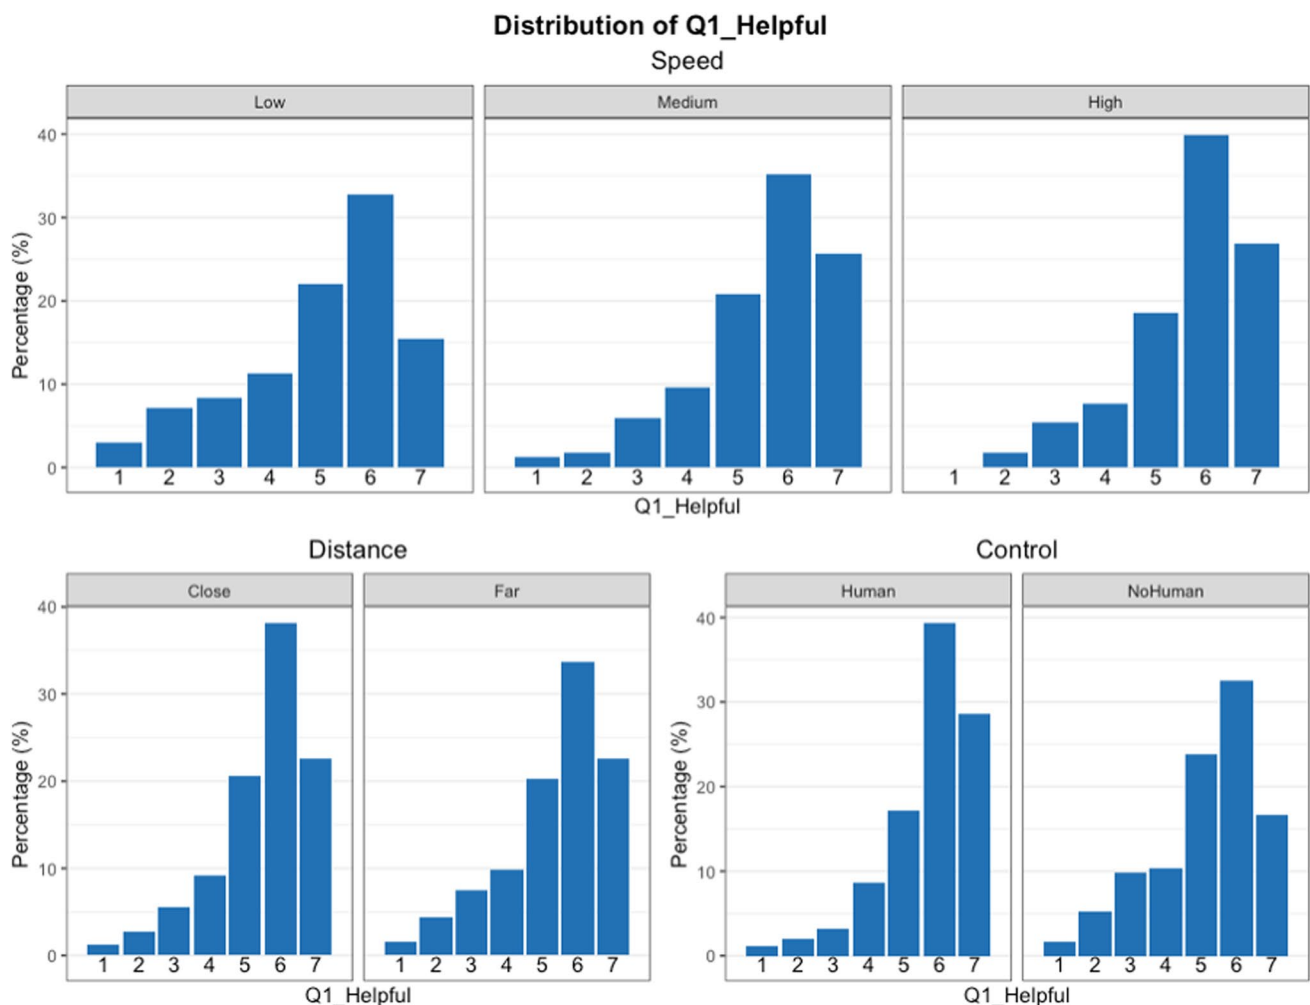 Distribution of Q1_Helpful
Speed
Low Medium High
Percentage (%)
40
30
20
10
0
1 2 3 4 5 6 7 1 2 3 4 5 6 7 1 2 3 4 5 6 7
Q1_Helpful
Distance
Close Far
Percentage (%)
40
30
20
10
0
1 2 3 4 5 6 7 1 2 3 4 5 6 7
Q1_Helpful
Control
Human NoHuman
Percentage (%)
40
30
20
10
0
1 2 3 4 5 6 7 1 2 3 4 5 6 7
Q1_Helpful